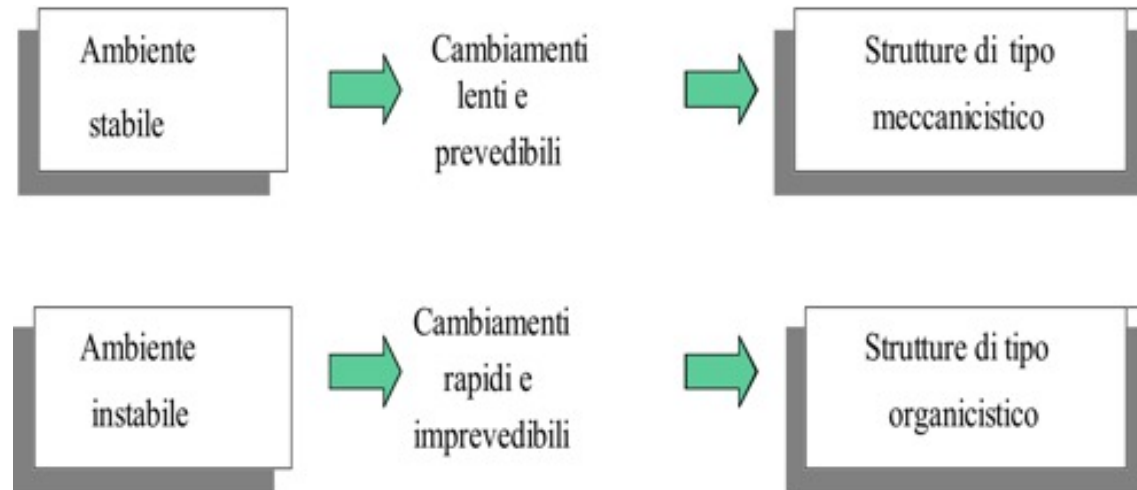 Ambiente
stabile
Cambiamenti
lenti e
prevedibili
Strutture di tipo
meccanicistico
Ambiente
instabile
Cambiamenti
rapidi e
imprevedibili
Strutture di tipo
organicistico